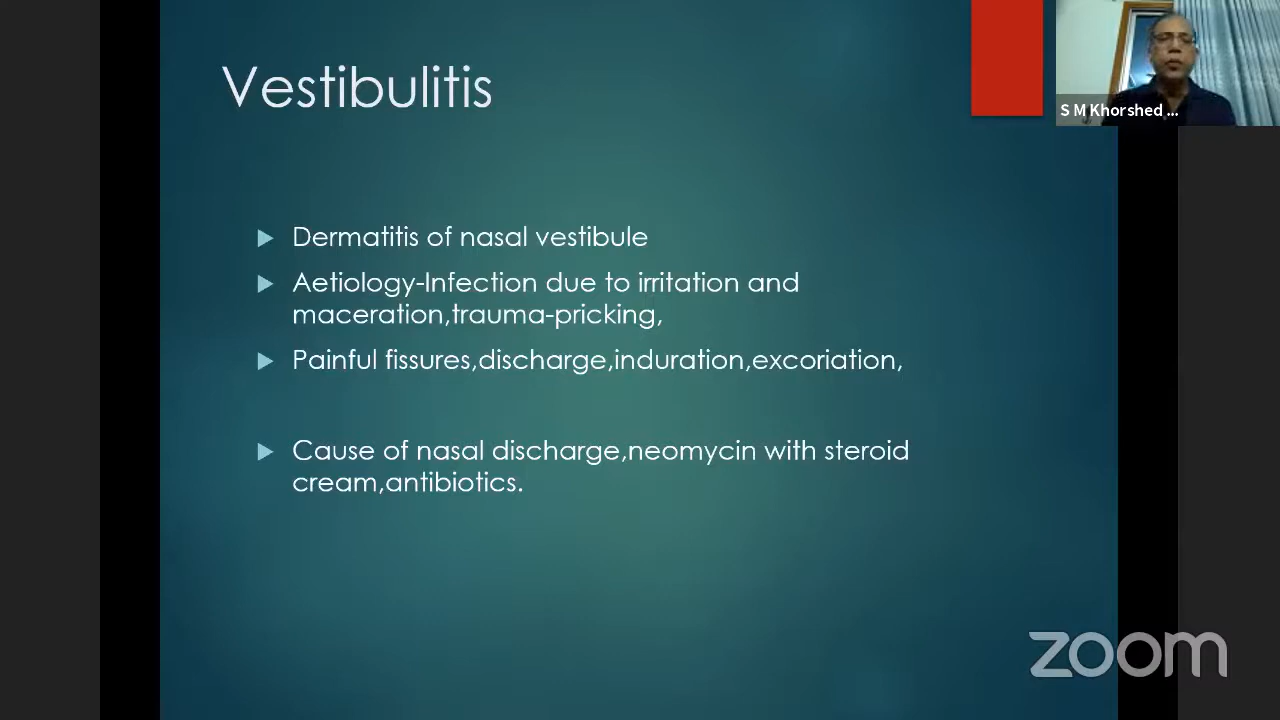 Vestibulitis
S M Khorshed ...
Dermatitis of nasal vestibule
Aetiology-Infection due to irritation and
maceration,trauma-pricking,
Painful fissures,discharge,induration,excoriation,
Cause of nasal discharge,neomycin with steroid
cream,antibiotics.
zoom